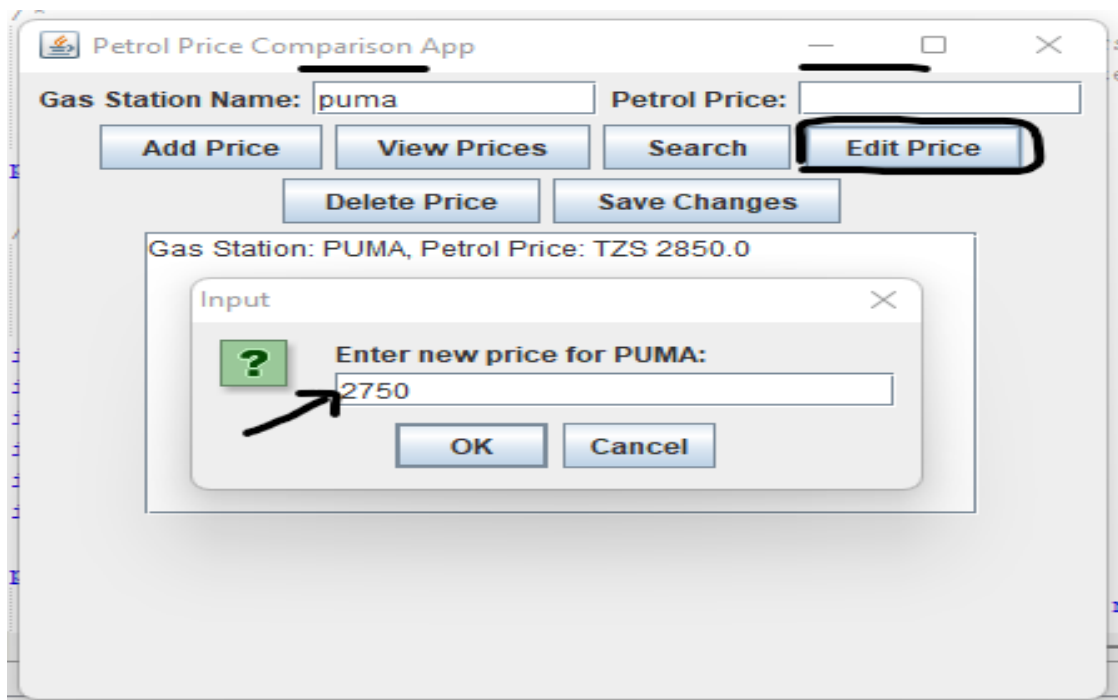 Petrol Price Comparison App
Gas Station Name: puma Petrol Price:
Add Price View Prices Search Edit Price
Delete Price Save Changes
Gas Station: PUMA, Petrol Price: TZS 2850.0
Input
Enter new price for PUMA:
2750
OK Cancel